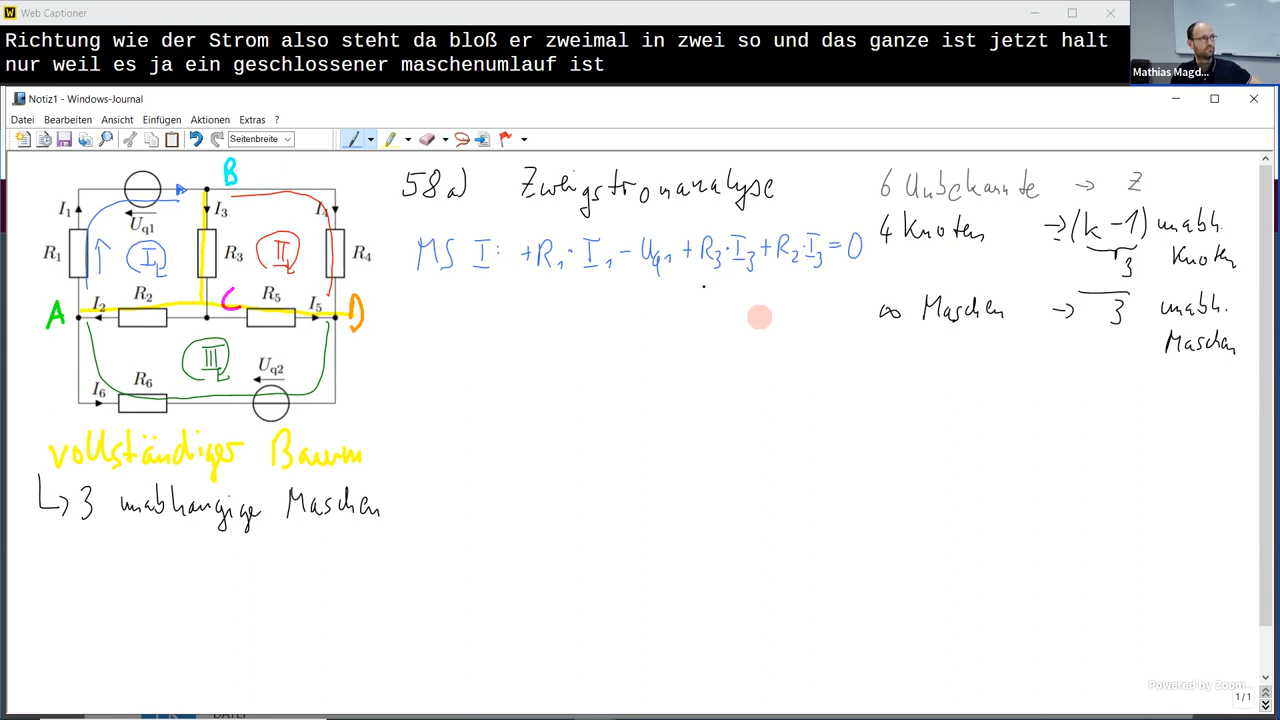 Web Captioner
Richtung wie der Strom also steht da bloß er zweimal in zwei so und das ganze ist jetzt halt
nur weil es ja ein geschlossener maschenumlauf ist
Mathias Magd...
Notiz1 - Windows-Journal
Datei Bearbeiten Ansicht Einfügen Aktionen Extras ?
Seitenbreite
58a) Zweigstromanalyse
6 Unbekannte → Z
4 Knoten → (k-1) unabh. Knoten
3
∞ Maschen → 3 unabh. Maschen
MS I: +R1·I1 - Uq1 + R3·I3 + R2·I3 = 0
B
I1
Uq1
I3
I4
R1
I
R3
II
R4
A
I2
R2
C
R5
I5
D
III
Uq2
R6
I6
vollständiger Baum
↳ 3 unabhängige Maschen
Powered by Zoom
1/1